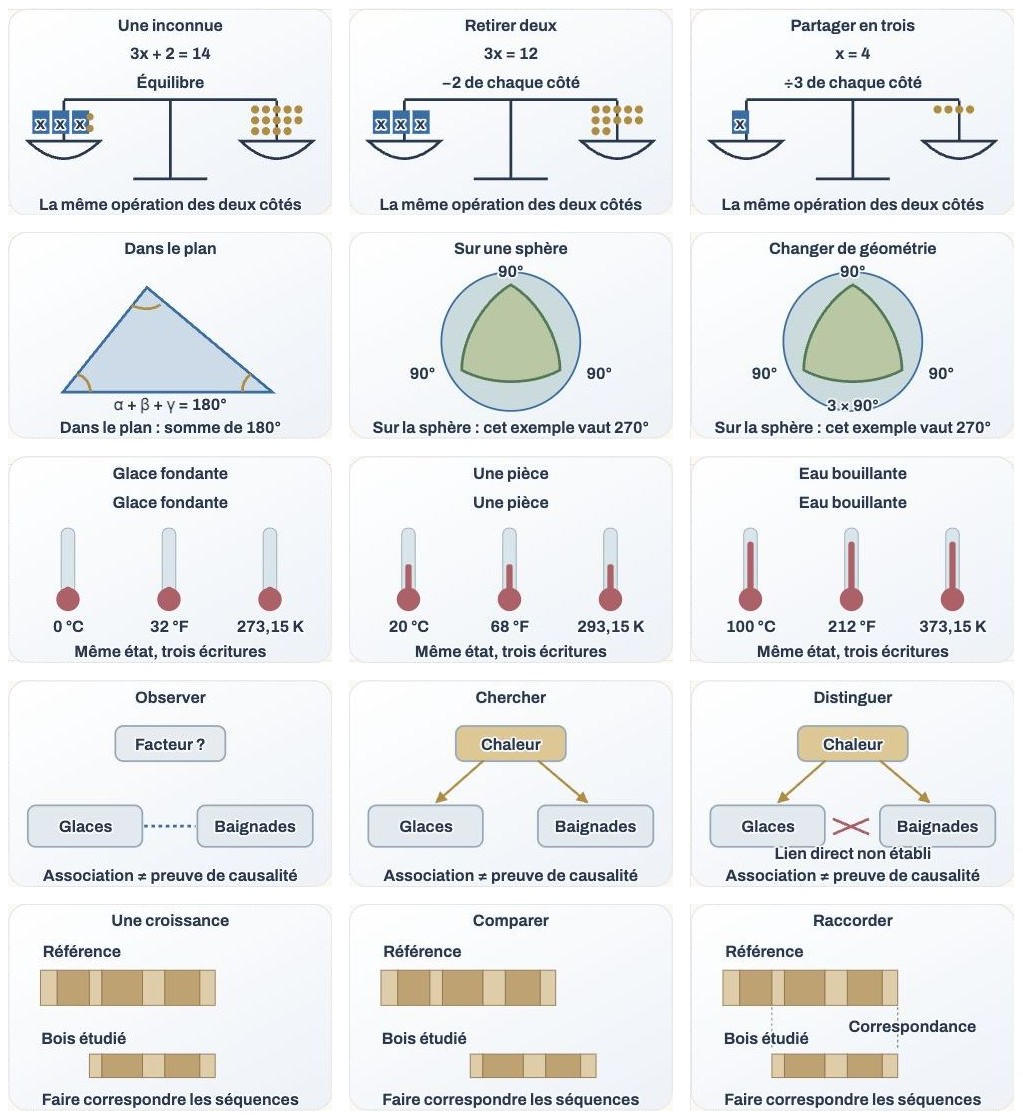 Une inconnue
3x + 2 = 14
Équilibre
x x x
La même opération des deux côtés
Retirer deux
3x = 12
−2 de chaque côté
x x x
La même opération des deux côtés
Partager en trois
x = 4
÷3 de chaque côté
x
La même opération des deux côtés
Dans le plan
α + β + γ = 180°
Dans le plan : somme de 180°
Sur une sphère
90°
90° 90°
Sur la sphère : cet exemple vaut 270°
Changer de géométrie
90°
90° 90°
3 × 90°
Sur la sphère : cet exemple vaut 270°
Glace fondante
Glace fondante
0 °C 32 °F 273,15 K
Même état, trois écritures
Une pièce
Une pièce
20 °C 68 °F 293,15 K
Même état, trois écritures
Eau bouillante
Eau bouillante
100 °C 212 °F 373,15 K
Même état, trois écritures
Observer
Facteur ?
Glaces Baignades
Association ≠ preuve de causalité
Chercher
Chaleur
Glaces Baignades
Association ≠ preuve de causalité
Distinguer
Chaleur
Glaces Baignades
Lien direct non établi
Association ≠ preuve de causalité
Une croissance
Référence
Bois étudié
Faire correspondre les séquences
Comparer
Référence
Bois étudié
Faire correspondre les séquences
Raccorder
Référence
Correspondance
Bois étudié
Faire correspondre les séquences